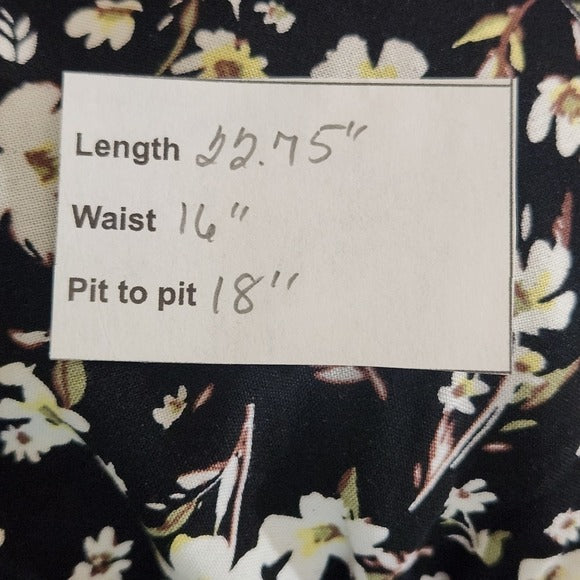 Length 22.75"
Waist 16"
Pit to pit 18"